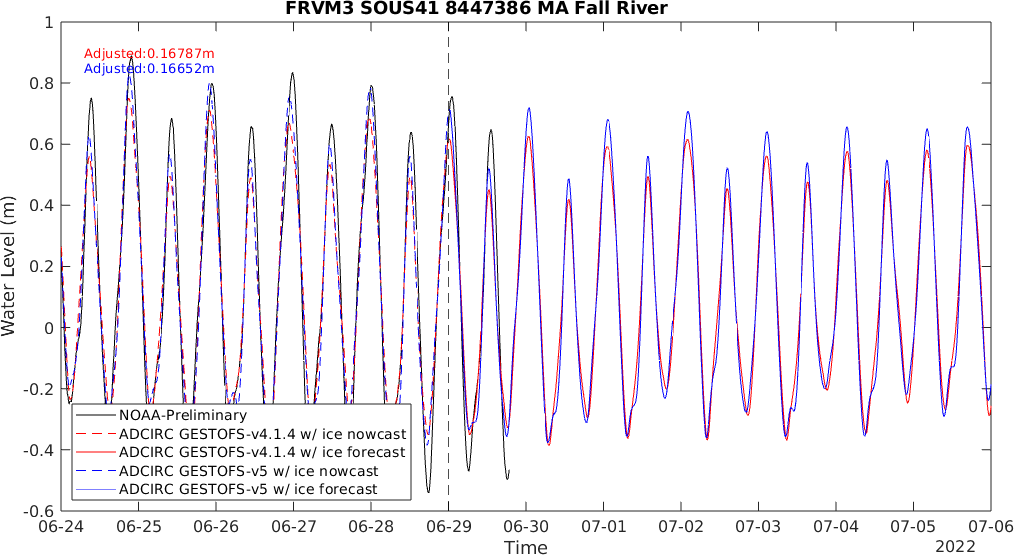 FRVM3 SOUS41 8447386 MA Fall River
Adjusted:0.16787m
Adjusted:0.16652m
1
0.8
0.6
0.4
0.2
0
-0.2
-0.4
-0.6
Water Level (m)
NOAA-Preliminary
ADCIRC GESTOFS-v4.1.4 w/ ice nowcast
ADCIRC GESTOFS-v4.1.4 w/ ice forecast
ADCIRC GESTOFS-v5 w/ ice nowcast
ADCIRC GESTOFS-v5 w/ ice forecast
06-24 06-25 06-26 06-27 06-28 06-29 06-30 07-01 07-02 07-03 07-04 07-05 07-06
Time
2022